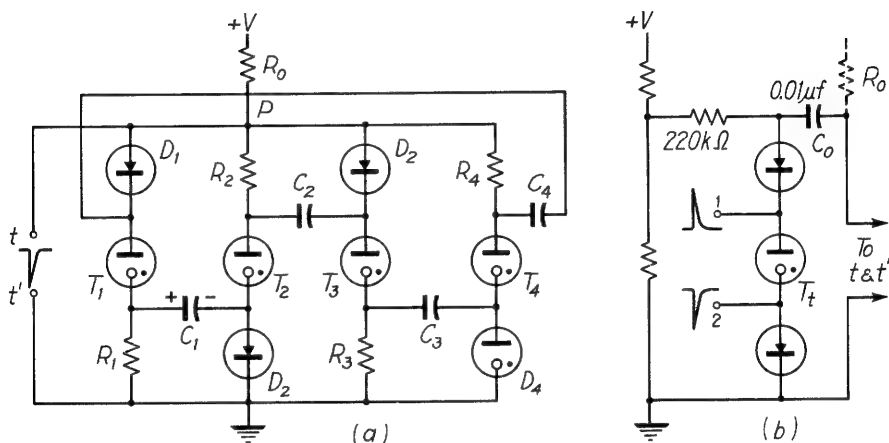 +V
R₀
P
D₁
R₂
D₂
R₄
C₂
C₄
t
t'
T₁
T₂
T₃
T₄
+ -
C₁
C₃
R₁
D₂
R₃
D₄
(a)
+V
R₀
0.01μf
220kΩ
C₀
1
Tₜ
2
To
t & t'
(b)